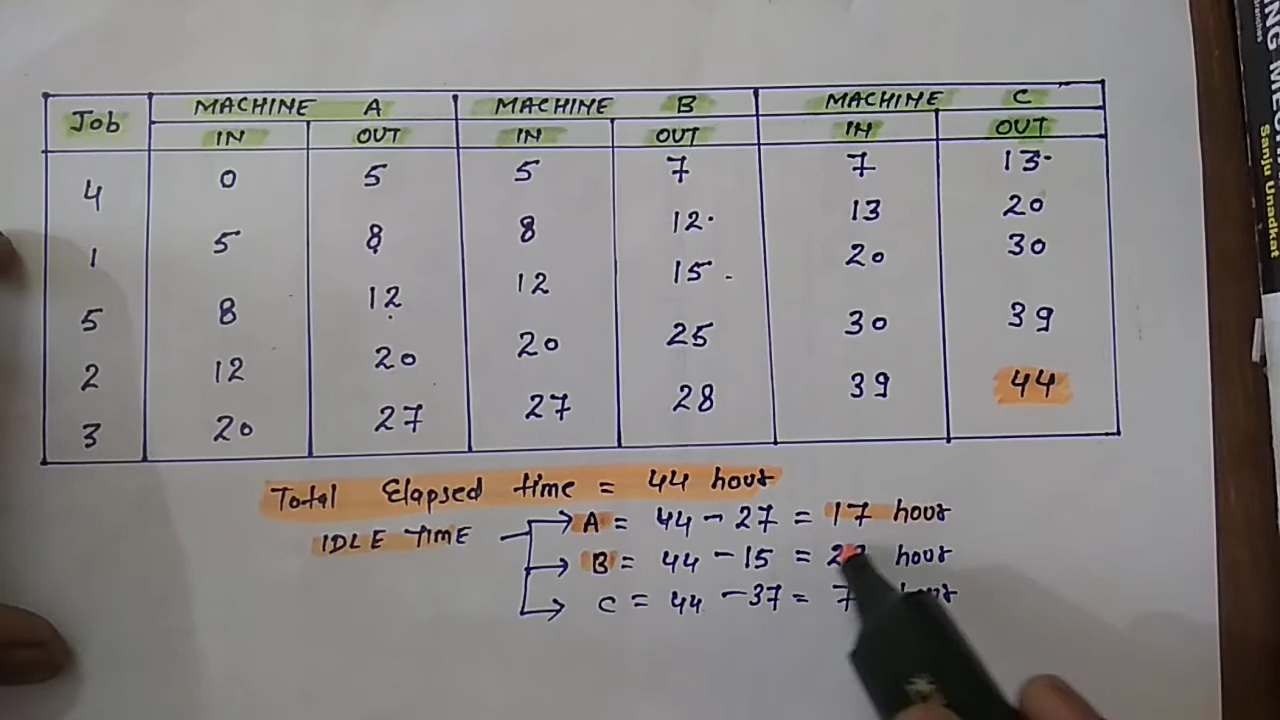 Job MACHINE A MACHINE B MACHINE C
IN OUT IN OUT IN OUT
4 0 5 5 7 7 13
1 5 8 8 12 13 20
5 8 12 12 15 20 30
2 12 20 20 25 30 39
3 20 27 27 28 39 44
Total Elapsed time = 44 hour
IDLE TIME
A = 44 - 27 = 17 hour
B = 44 - 15 = hour
C = 44 - 37 = 7
Sanju Unadkat